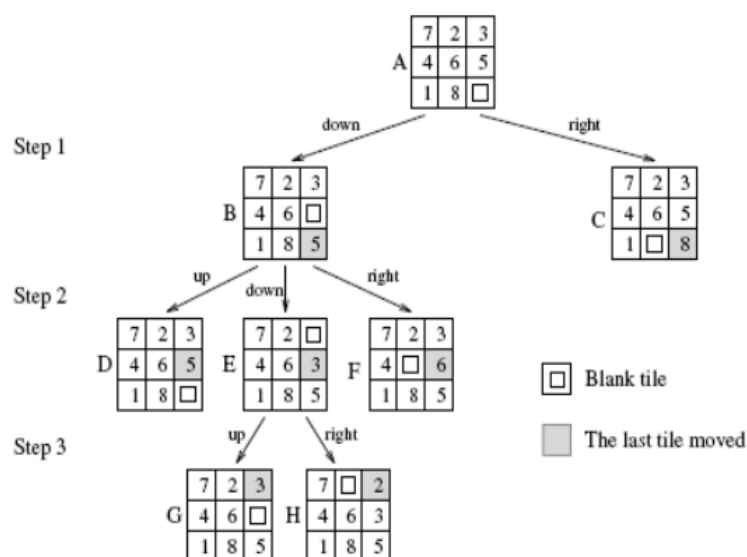 7 2 3
A 4 6 5
1 8
down
right
Step 1
7 2 3
B 4 6
1 8 5
7 2 3
C 4 6 5
1 8
up
down
right
Step 2
7 2 3
D 4 6 5
1 8
7 2
E 4 6 3
1 8 5
7 2 3
F 4 6
1 8 5
Blank tile
The last tile moved
up
right
Step 3
7 2 3
G 4 6
1 8 5
7 2
H 4 6 3
1 8 5